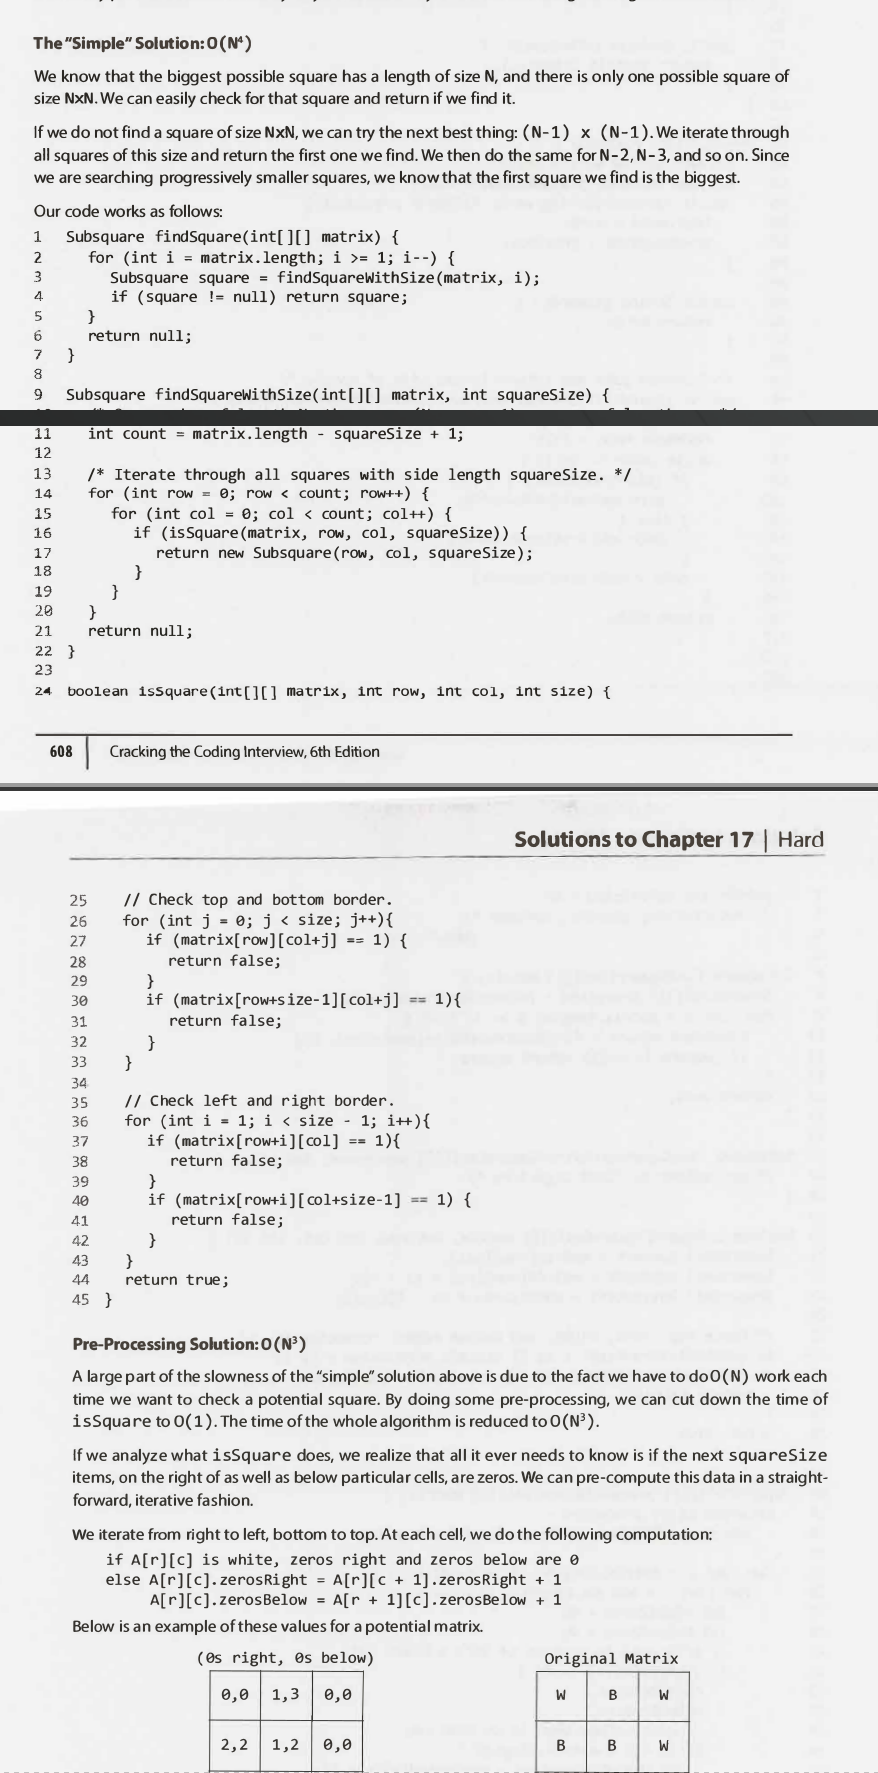 The "Simple" Solution: O(N⁴)
We know that the biggest possible square has a length of size N, and there is only one possible square of
size NxN. We can easily check for that square and return if we find it.
If we do not find a square of size NxN, we can try the next best thing: (N-1) x (N-1). We iterate through
all squares of this size and return the first one we find. We then do the same for N-2, N-3, and so on. Since
we are searching progressively smaller squares, we know that the first square we find is the biggest.
Our code works as follows:
1 Subsquare findSquare(int[][] matrix) {
2 for (int i = matrix.length; i >= 1; i--) {
3 Subsquare square = findSquareWithSize(matrix, i);
4 if (square != null) return square;
5 }
6 return null;
7 }
8
9 Subsquare findSquareWithSize(int[][] matrix, int squareSize) {
11 int count = matrix.length - squareSize + 1;
12
13 /* Iterate through all squares with side length squareSize. */
14 for (int row = 0; row < count; row++) {
15 for (int col = 0; col < count; col++) {
16 if (isSquare(matrix, row, col, squareSize)) {
17 return new Subsquare(row, col, squareSize);
18 }
19 }
20 }
21 return null;
22 }
23
24 boolean isSquare(int[][] matrix, int row, int col, int size) {
608 Cracking the Coding Interview, 6th Edition
Solutions to Chapter 17 | Hard
25 // Check top and bottom border.
26 for (int j = 0; j < size; j++){
27 if (matrix[row][col+j] == 1) {
28 return false;
29 }
30 if (matrix[row+size-1][col+j] == 1){
31 return false;
32 }
33 }
34
35 // Check left and right border.
36 for (int i = 1; i < size - 1; i++){
37 if (matrix[row+i][col] == 1){
38 return false;
39 }
40 if (matrix[row+i][col+size-1] == 1) {
41 return false;
42 }
43 }
44 return true;
45 }
Pre-Processing Solution: O(N³)
A large part of the slowness of the "simple" solution above is due to the fact we have to do O(N) work each
time we want to check a potential square. By doing some pre-processing, we can cut down the time of
isSquare to O(1). The time of the whole algorithm is reduced to O(N³).
If we analyze what isSquare does, we realize that all it ever needs to know is if the next squareSize
items, on the right of as well as below particular cells, are zeros. We can pre-compute this data in a straight-
forward, iterative fashion.
We iterate from right to left, bottom to top. At each cell, we do the following computation:
if A[r][c] is white, zeros right and zeros below are 0
else A[r][c].zerosRight = A[r][c + 1].zerosRight + 1
A[r][c].zerosBelow = A[r + 1][c].zerosBelow + 1
Below is an example of these values for a potential matrix.
(0s right, 0s below) Original Matrix
0,0 1,3 0,0 W B W
2,2 1,2 0,0 B B W